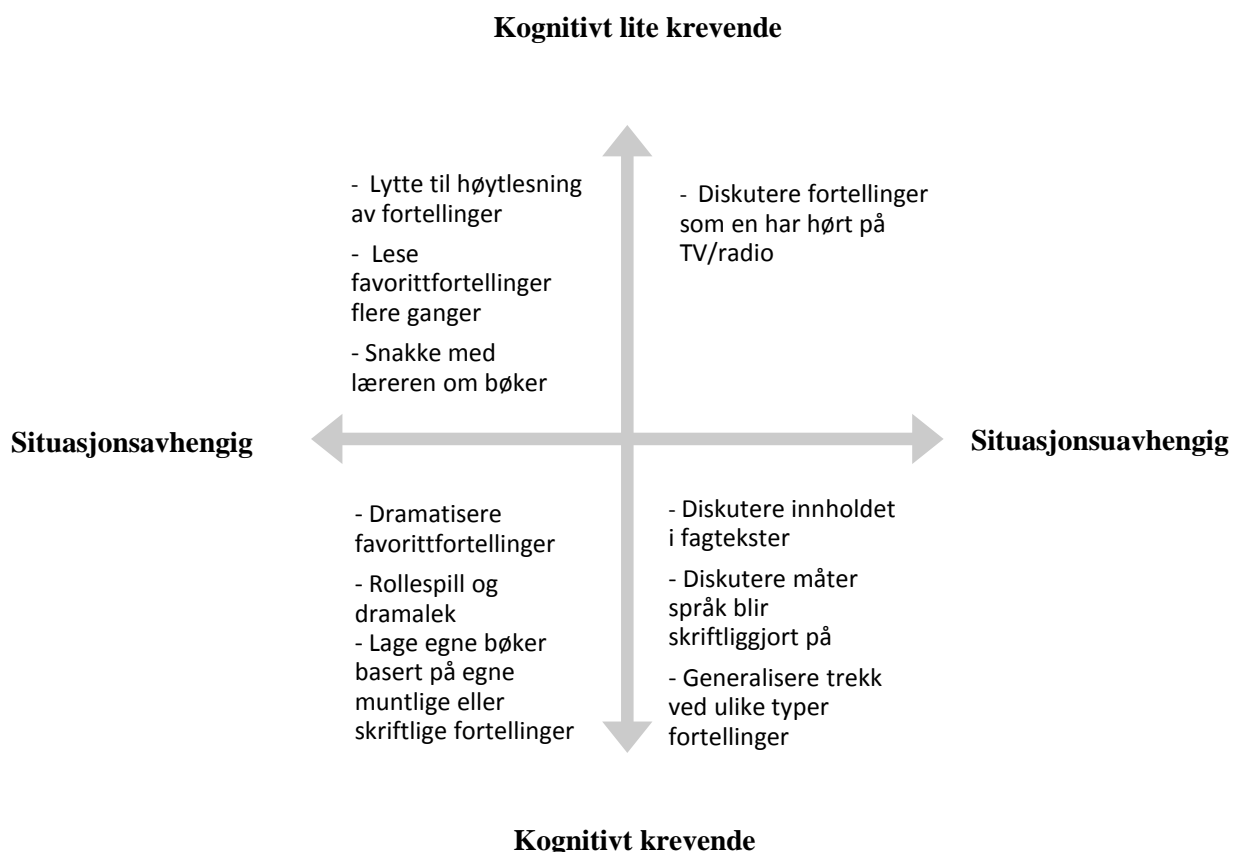 Kognitivt lite krevende
- Lytte til høytlesning
av fortellinger
- Lese
favorittfortellinger
flere ganger
- Snakke med
læreren om bøker
- Diskutere fortellinger
som en har hørt på
TV/radio
Situasjonsavhengig
Situasjonsuavhengig
- Dramatisere
favorittfortellinger
- Rollespill og
dramalek
- Lage egne bøker
basert på egne
muntlige eller
skriftlige fortellinger
- Diskutere innholdet
i fagtekster
- Diskutere måter
språk blir
skriftliggjort på
- Generalisere trekk
ved ulike typer
fortellinger
Kognitivt krevende